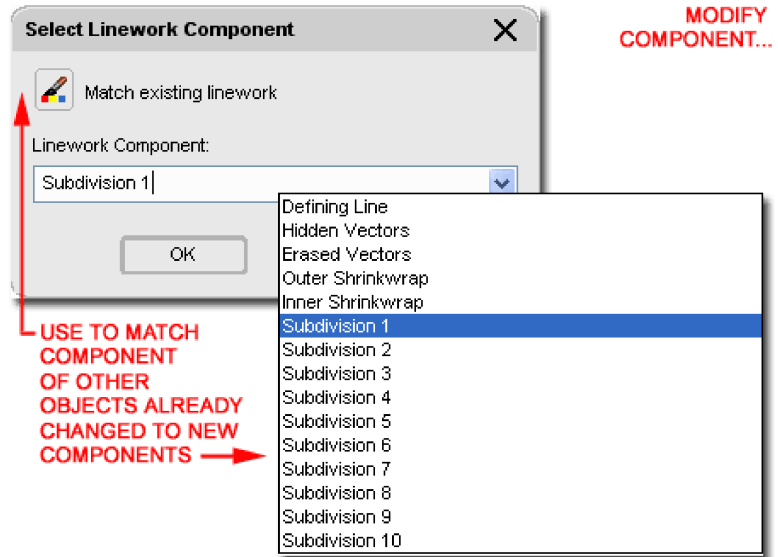 Select Linework Component
MODIFY
COMPONENT...
Match existing linework
Linework Component:
Subdivision 1
OK
Defining Line
Hidden Vectors
Erased Vectors
Outer Shrinkwrap
Inner Shrinkwrap
Subdivision 1
Subdivision 2
Subdivision 3
Subdivision 4
Subdivision 5
Subdivision 6
Subdivision 7
Subdivision 8
Subdivision 9
Subdivision 10
USE TO MATCH
COMPONENT
OF OTHER
OBJECTS ALREADY
CHANGED TO NEW
COMPONENTS